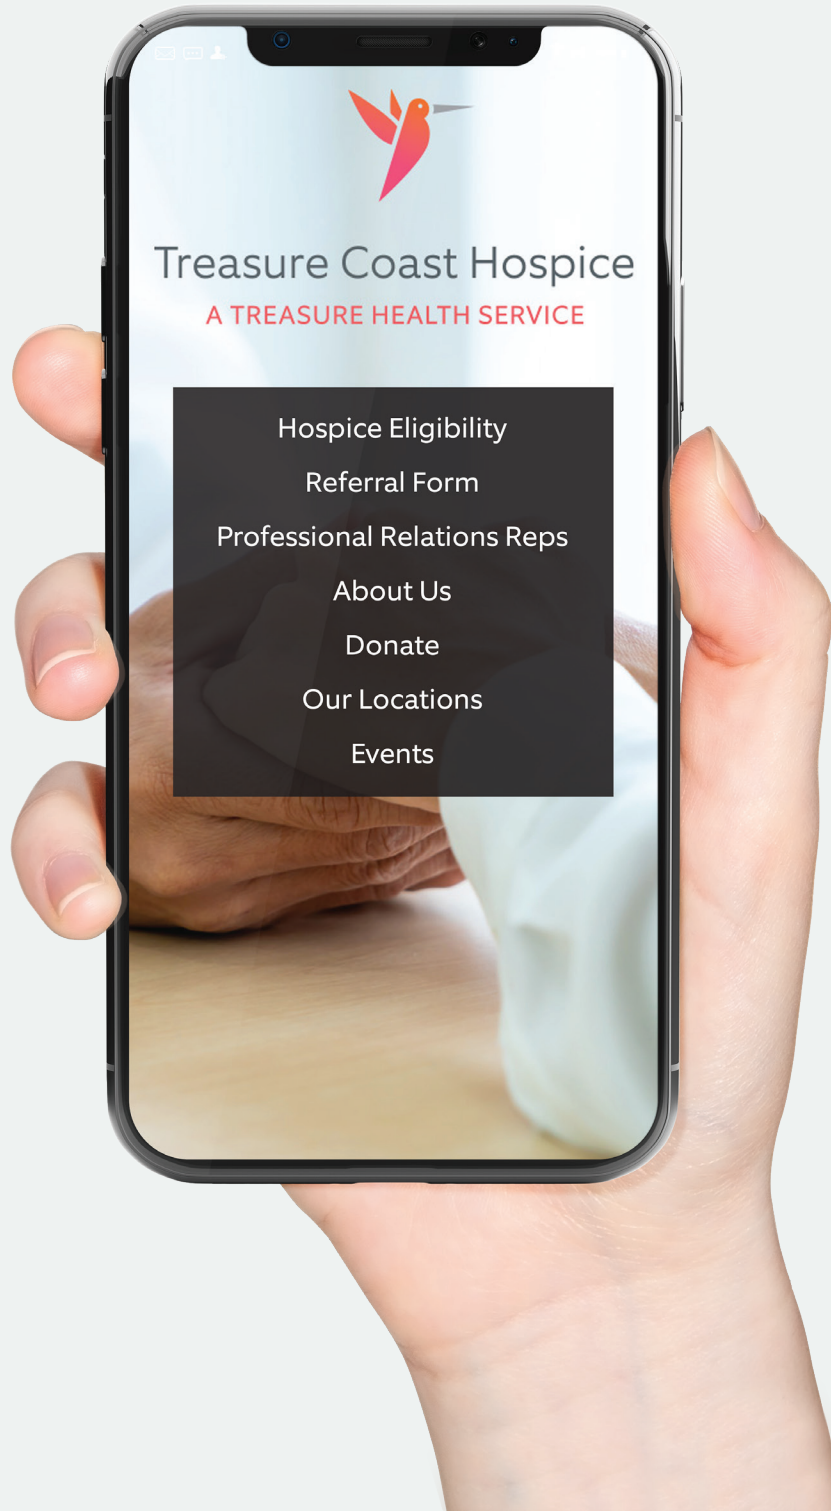 Treasure Coast Hospice
A TREASURE HEALTH SERVICE
Hospice Eligibility
Referral Form
Professional Relations Reps
About Us
Donate
Our Locations
Events